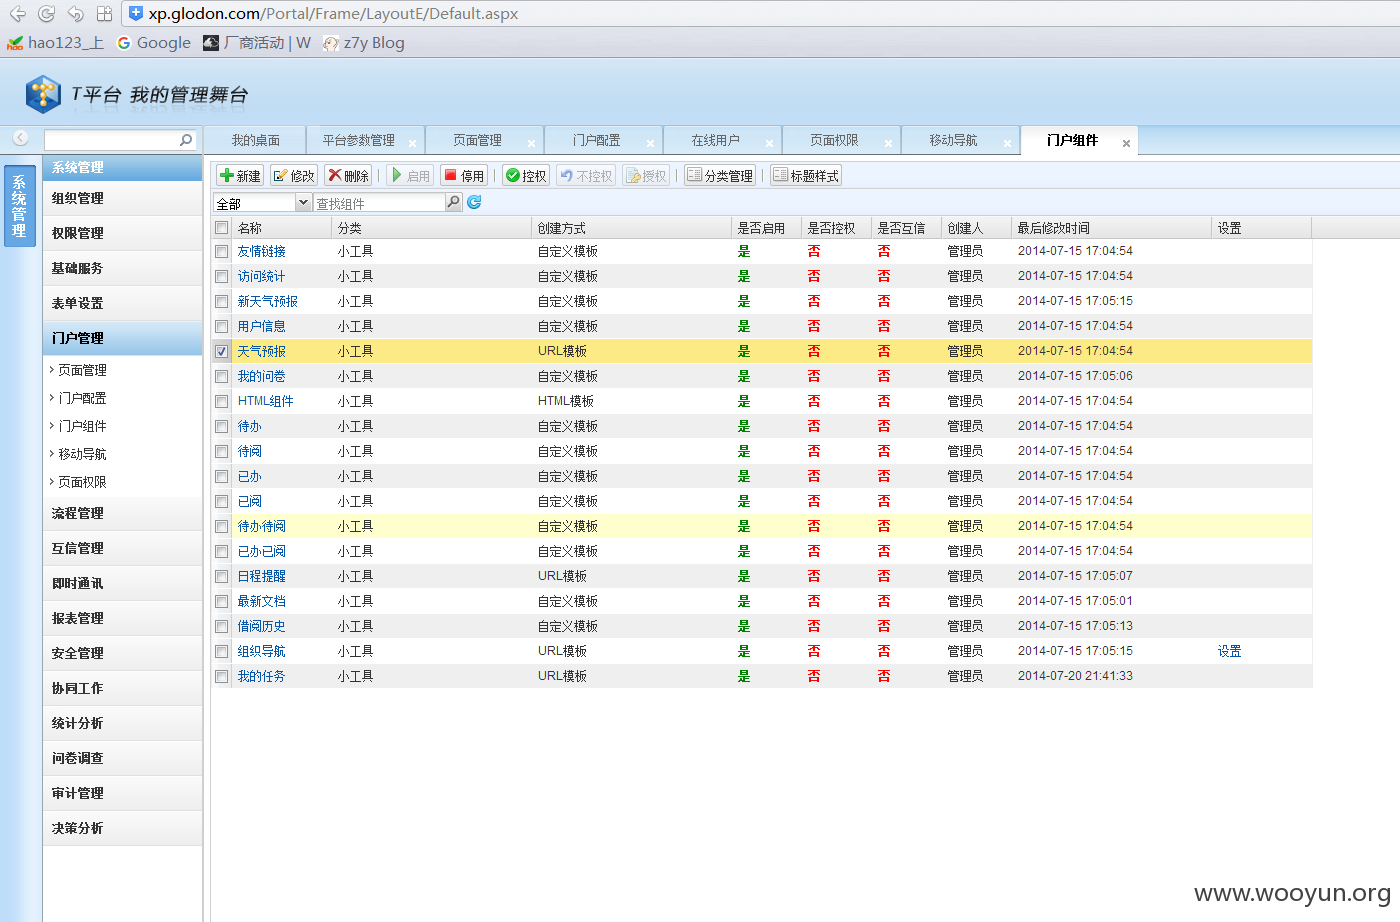 xp.glodon.com/Portal/Frame/LayoutE/Default.aspx
hao123_上 Google 厂商活动 | W z7y Blog
T平台 我的管理舞台
我的桌面 平台参数管理 页面管理 门户配置 在线用户 页面权限 移动导航 门户组件
系统管理
系统管理
组织管理
权限管理
基础服务
表单设置
门户管理
页面管理
门户配置
门户组件
移动导航
页面权限
流程管理
互信管理
即时通讯
报表管理
安全管理
协同工作
统计分析
问卷调查
审计管理
决策分析
新建 修改 删除 启用 停用 控权 不控权 授权 分类管理 标题样式
全部 查找组件
名称 分类 创建方式 是否启用 是否控权 是否互信 创建人 最后修改时间 设置
友情链接 小工具 自定义模板 是 否 否 管理员 2014-07-15 17:04:54
访问统计 小工具 自定义模板 是 否 否 管理员 2014-07-15 17:04:54
新天气预报 小工具 自定义模板 是 否 否 管理员 2014-07-15 17:05:15
用户信息 小工具 自定义模板 是 否 否 管理员 2014-07-15 17:04:54
天气预报 小工具 URL模板 是 否 否 管理员 2014-07-15 17:04:54
我的问卷 小工具 自定义模板 是 否 否 管理员 2014-07-15 17:05:06
HTML组件 小工具 HTML模板 是 否 否 管理员 2014-07-15 17:04:54
待办 小工具 自定义模板 是 否 否 管理员 2014-07-15 17:04:54
待阅 小工具 自定义模板 是 否 否 管理员 2014-07-15 17:04:54
已办 小工具 自定义模板 是 否 否 管理员 2014-07-15 17:04:54
已阅 小工具 自定义模板 是 否 否 管理员 2014-07-15 17:04:54
待办待阅 小工具 自定义模板 是 否 否 管理员 2014-07-15 17:04:54
已办已阅 小工具 自定义模板 是 否 否 管理员 2014-07-15 17:04:54
日程提醒 小工具 URL模板 是 否 否 管理员 2014-07-15 17:05:07
最新文档 小工具 自定义模板 是 否 否 管理员 2014-07-15 17:05:01
借阅历史 小工具 自定义模板 是 否 否 管理员 2014-07-15 17:05:13
组织导航 小工具 URL模板 是 否 否 管理员 2014-07-15 17:05:15 设置
我的任务 小工具 URL模板 是 否 否 管理员 2014-07-20 21:41:33
www.wooyun.org